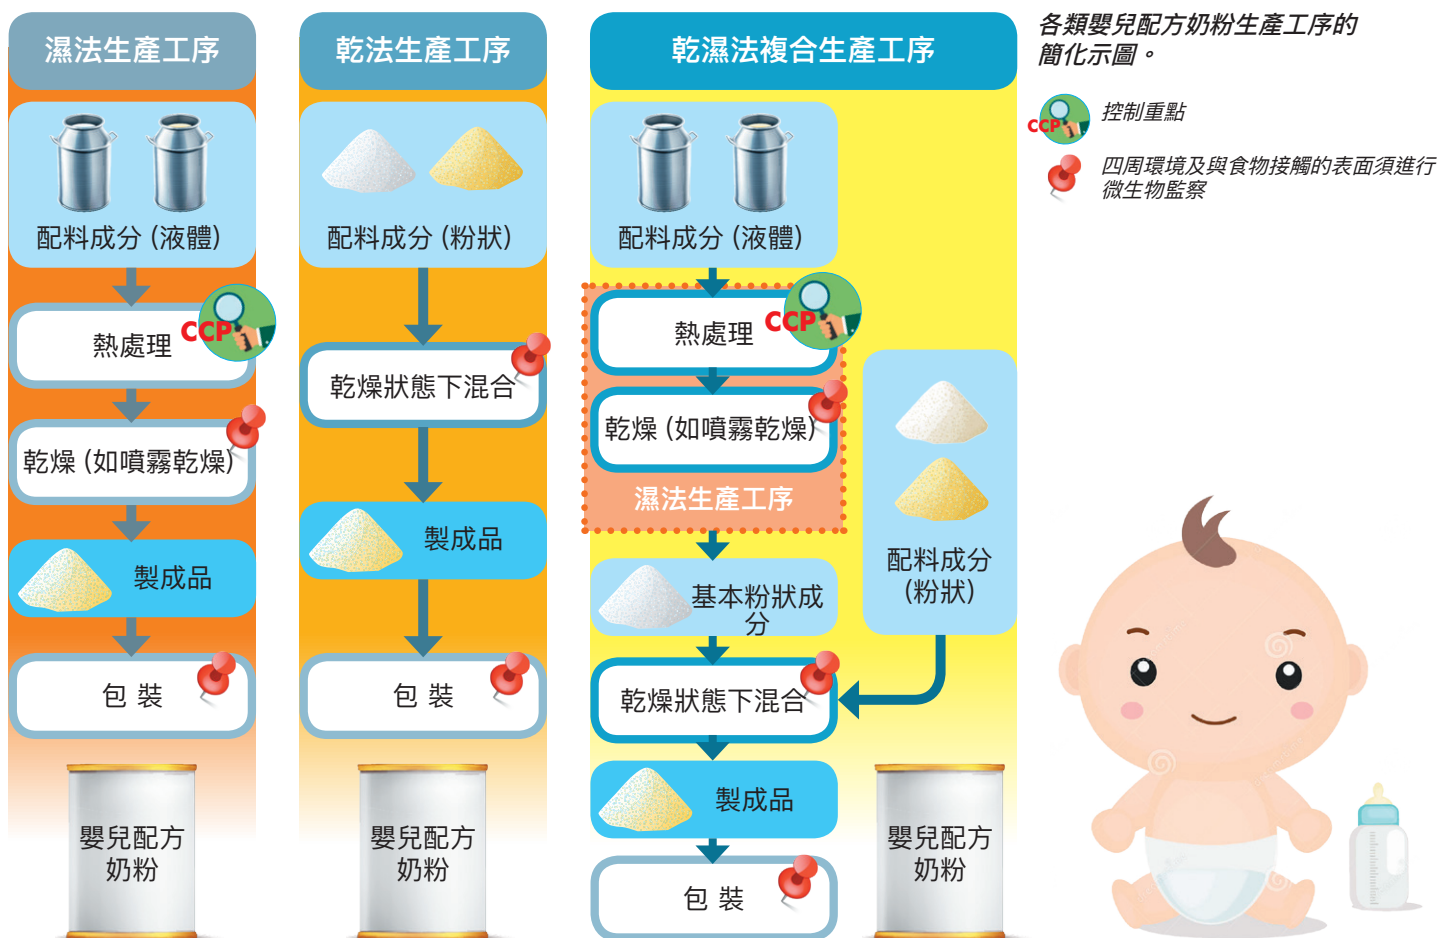 濕法生產工序
配料成分 (液體)
熱處理
CCP
乾燥 (如噴霧乾燥)
製成品
包 裝
嬰兒配方
奶粉
乾法生產工序
配料成分 (粉狀)
乾燥狀態下混合
製成品
包 裝
嬰兒配方
奶粉
乾濕法複合生產工序
配料成分 (液體)
熱處理
CCP
乾燥 (如噴霧乾燥)
濕法生產工序
基本粉狀成
分
配料成分
(粉狀)
乾燥狀態下混合
製成品
包 裝
嬰兒配方
奶粉
各類嬰兒配方奶粉生產工序的
簡化示圖。
CCP
控制重點
四周環境及與食物接觸的表面須進行
微生物監察